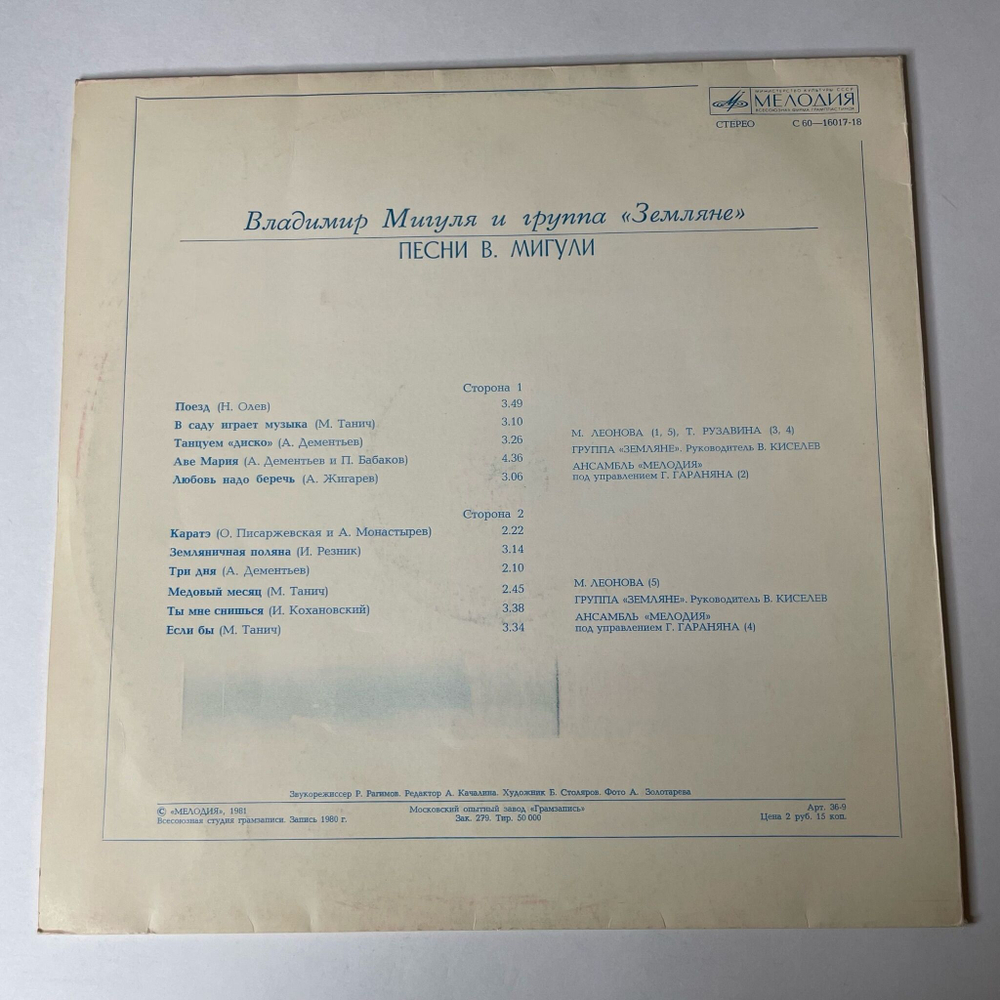 МИНИСТЕРСТВО КУЛЬТУРЫ СССР
МЕЛОДИЯ
ВСЕСОЮЗНАЯ ФИРМА ГРАМПЛАСТИНОК
СТЕРЕО С 60—16017-18
Владимир Мигуля и группа «Земляне»
ПЕСНИ В. МИГУЛИ
Сторона 1
Поезд (Н. Олев) 3.49
В саду играет музыка (М. Танич) 3.10
Танцуем «диско» (А. Дементьев) 3.26
Аве Мария (А. Дементьев и П. Бабаков) 4.36
Любовь надо беречь (А. Жигарев) 3.06
М. ЛЕОНОВА (1, 5), Т. РУЗАВИНА (3, 4)
ГРУППА «ЗЕМЛЯНЕ». Руководитель В. КИСЕЛЕВ
АНСАМБЛЬ «МЕЛОДИЯ»
под управлением Г. ГАРАНЯНА (2)
Сторона 2
Каратэ (О. Писаржевская и А. Монастырев) 2.22
Земляничная поляна (И. Резник) 3.14
Три дня (А. Дементьев) 2.10
Медовый месяц (М. Танич) 2.45
Ты мне снишься (И. Кохановский) 3.38
Если бы (М. Танич) 3.34
М. ЛЕОНОВА (5)
ГРУППА «ЗЕМЛЯНЕ». Руководитель В. КИСЕЛЕВ
АНСАМБЛЬ «МЕЛОДИЯ»
под управлением Г. ГАРАНЯНА (4)
Звукорежиссер Р. Рагимов. Редактор А. Качалина. Художник Б. Столяров. Фото А. Золотарева
© «МЕЛОДИЯ», 1981 Московский опытный завод «Грамзапись» Арт. 36-9
Всесоюзная студия грамзаписи. Запись 1980 г. Зак. 279. Тир. 50 000 Цена 2 руб. 15 коп.